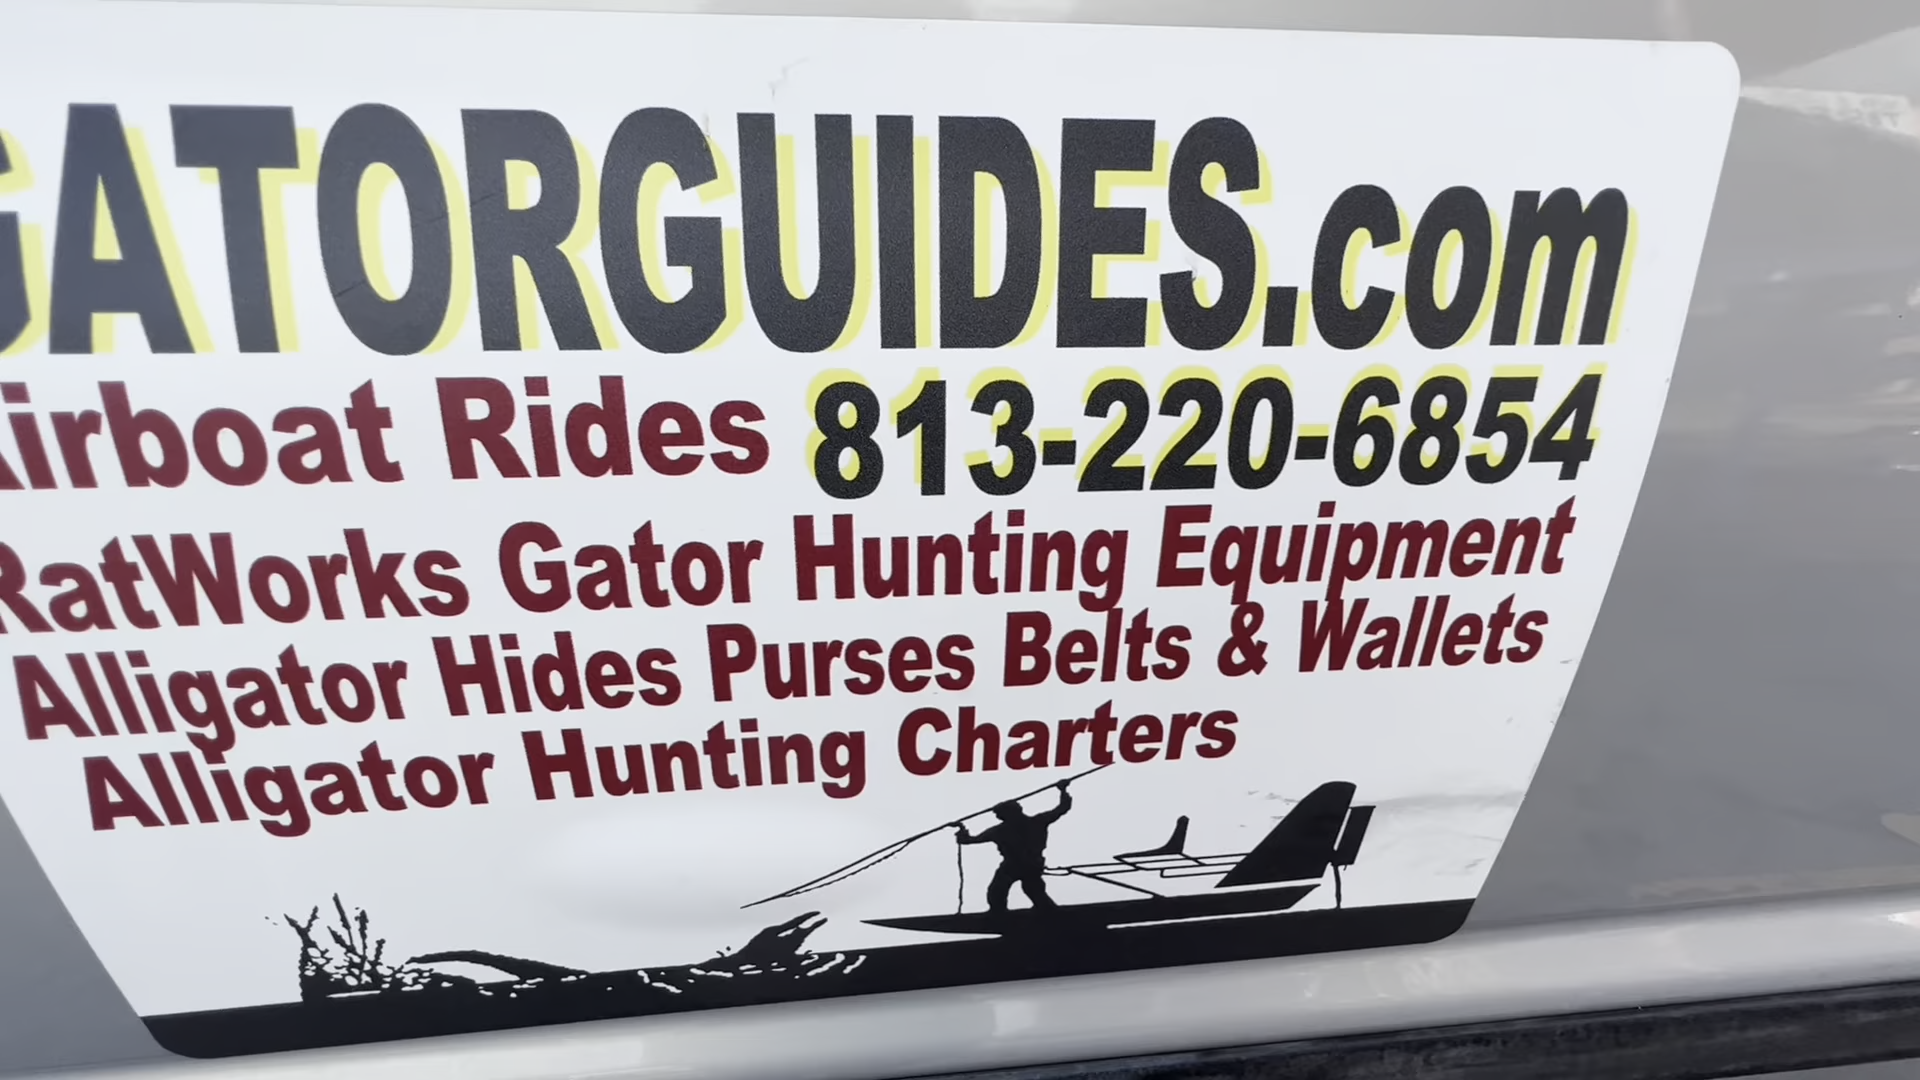 GATORGUIDES.com
Airboat Rides 813-220-6854
RatWorks Gator Hunting Equipment
Alligator Hides Purses Belts & Wallets
Alligator Hunting Charters